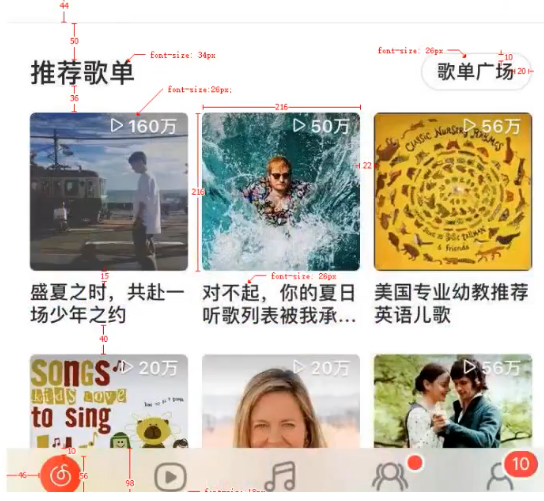 44
50
font-size: 34px
font-size: 26px
推荐歌单
歌单广场
10
20
36
font-size:26px;
216
160万
50万
56万
CLASSIC NURSERY RHYMES
22
216
& friends
15
font-size: 26px
盛夏之时，共赴一
场少年之约
对不起，你的夏日
听歌列表被我承...
美国专业幼教推荐
英语儿歌
40
20万
20万
56万
SONGS
kids love
to sing
10
46
56
98
10